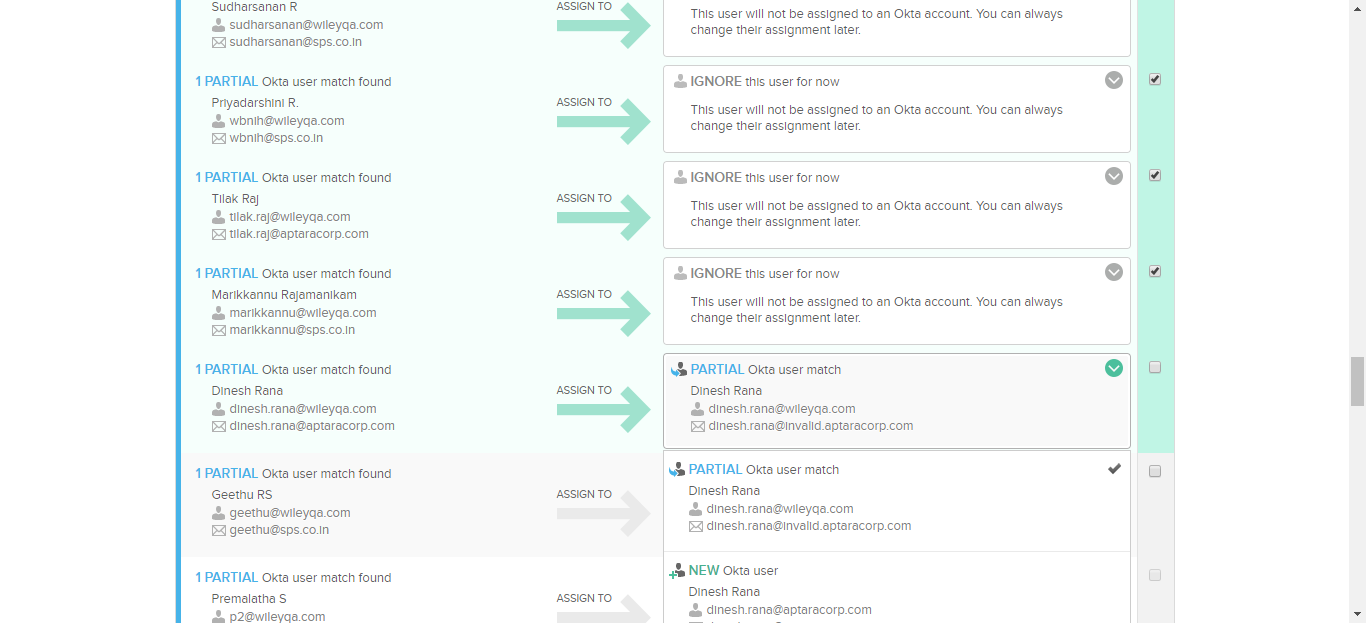 Sudharsanan R
sudharsanan@wileyqa.com
sudharsanan@sps.co.in
ASSIGN TO
This user will not be assigned to an Okta account. You can always
change their assignment later.
1 PARTIAL Okta user match found
Priyadarshini R.
wbnih@wileyqa.com
wbnih@sps.co.in
ASSIGN TO
IGNORE this user for now
This user will not be assigned to an Okta account. You can always
change their assignment later.
1 PARTIAL Okta user match found
Tilak Raj
tilak.raj@wileyqa.com
tilak.raj@aptaracorp.com
ASSIGN TO
IGNORE this user for now
This user will not be assigned to an Okta account. You can always
change their assignment later.
1 PARTIAL Okta user match found
Marikkannu Rajamanikam
marikkannu@wileyqa.com
marikkannu@sps.co.in
ASSIGN TO
IGNORE this user for now
This user will not be assigned to an Okta account. You can always
change their assignment later.
1 PARTIAL Okta user match found
Dinesh Rana
dinesh.rana@wileyqa.com
dinesh.rana@aptaracorp.com
ASSIGN TO
PARTIAL Okta user match
Dinesh Rana
dinesh.rana@wileyqa.com
dinesh.rana@invalid.aptaracorp.com
1 PARTIAL Okta user match found
Geethu RS
geethu@wileyqa.com
geethu@sps.co.in
ASSIGN TO
PARTIAL Okta user match
Dinesh Rana
dinesh.rana@wileyqa.com
dinesh.rana@invalid.aptaracorp.com
1 PARTIAL Okta user match found
Premalatha S
p2@wileyqa.com
ASSIGN TO
NEW Okta user
Dinesh Rana
dinesh.rana@aptaracorp.com